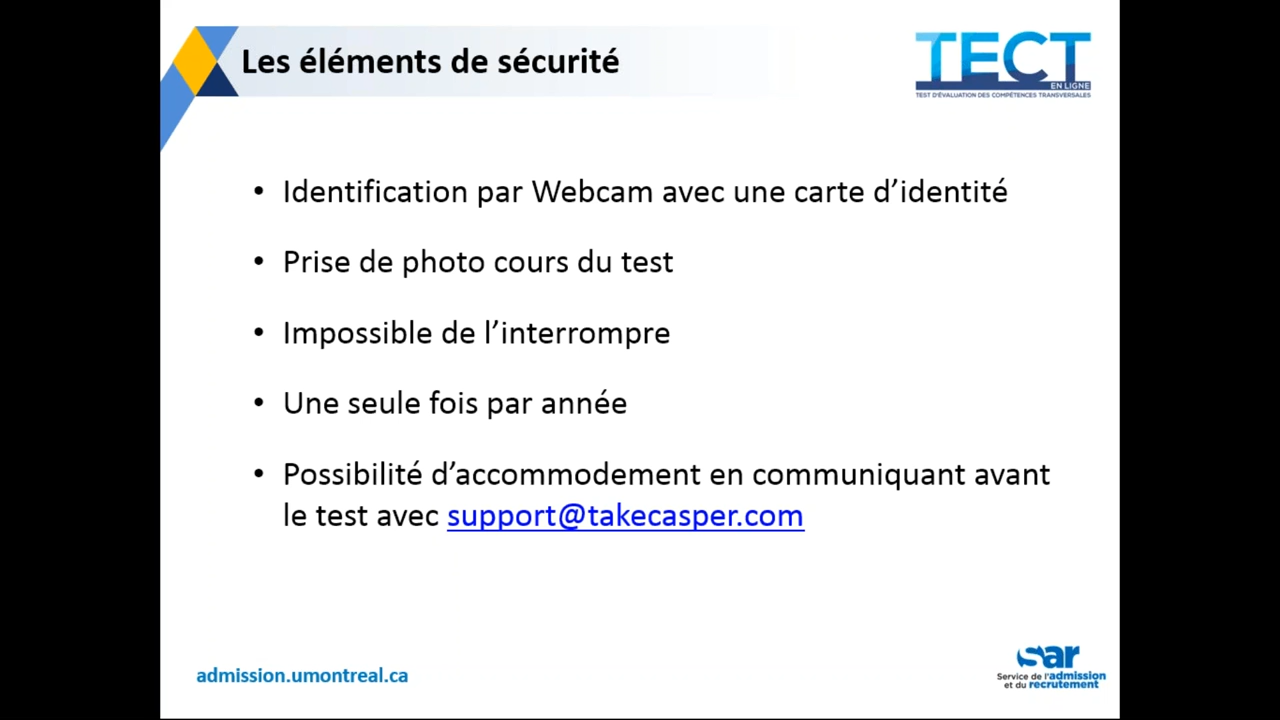 Les éléments de sécurité
TECT
EN LIGNE
TEST D'ÉVALUATION DES COMPÉTENCES TRANSVERSALES
• Identification par Webcam avec une carte d’identité
• Prise de photo cours du test
• Impossible de l’interrompre
• Une seule fois par année
• Possibilité d’accommodement en communiquant avant
le test avec support@takecasper.com
admission.umontreal.ca
sar
Service de l'admission
et du recrutement